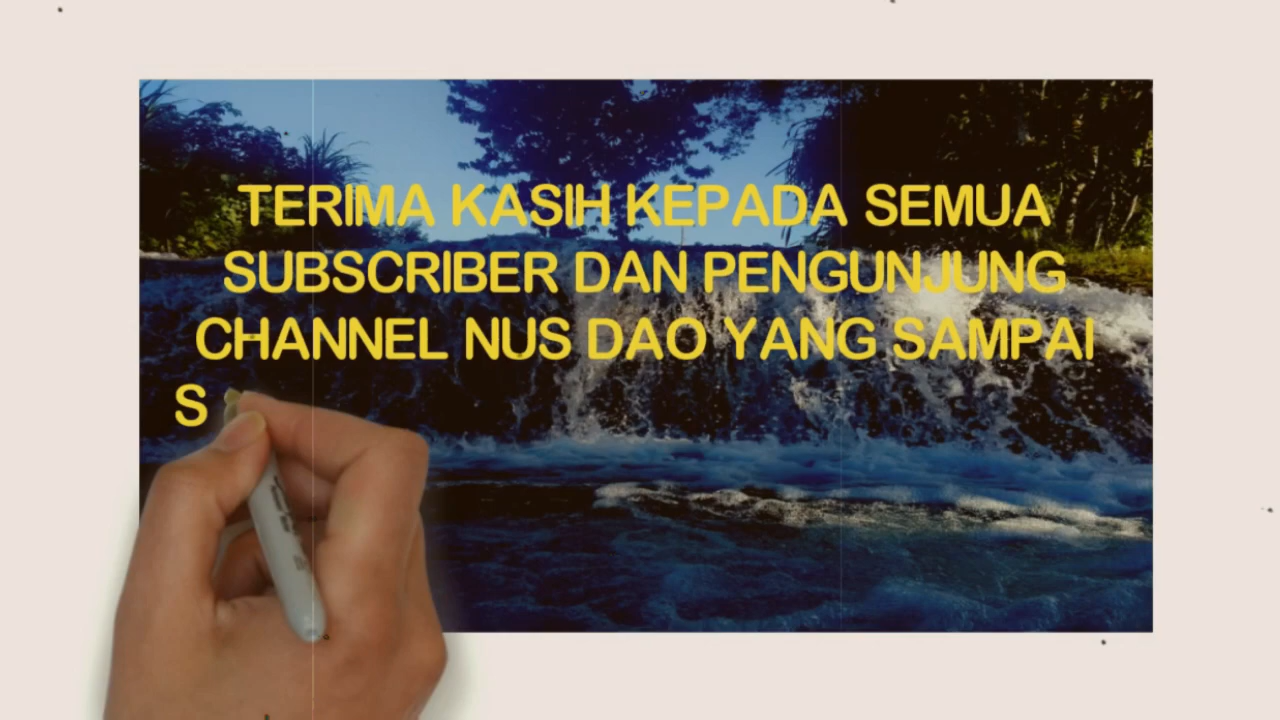 TERIMA KASIH KEPADA SEMUA
SUBSCRIBER DAN PENGUNJUNG
CHANNEL NUS DAO YANG SAMPAI
S